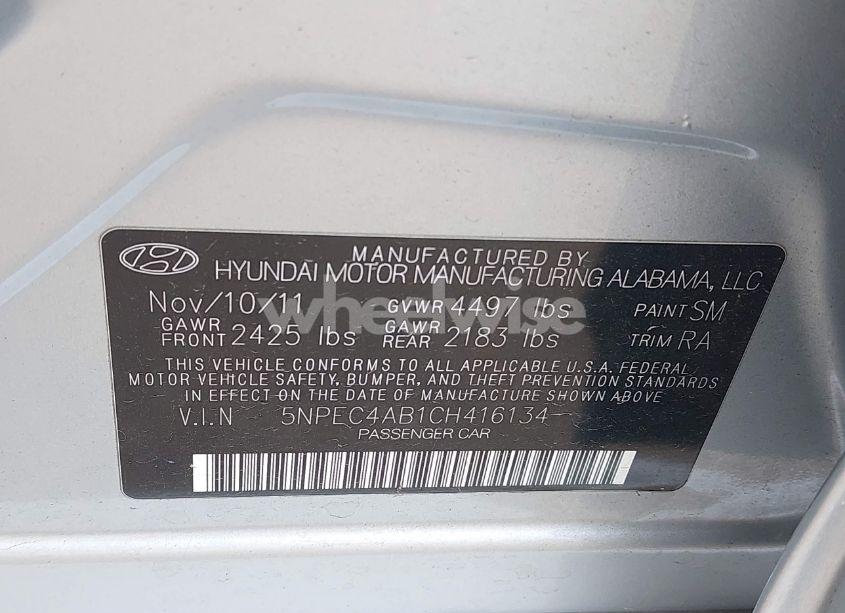 MANUFACTURED BY
HYUNDAI MOTOR MANUFACTURING ALABAMA, LLC
Nov/10/11 GVWR 4497 lbs PAINT SM
GAWR FRONT 2425 lbs GAWR REAR 2183 lbs TRIM RA
THIS VEHICLE CONFORMS TO ALL APPLICABLE U.S.A. FEDERAL
MOTOR VEHICLE SAFETY, BUMPER, AND THEFT PREVENTION STANDARDS
IN EFFECT ON THE DATE OF MANUFACTURE SHOWN ABOVE
V.I.N 5NPEC4AB1CH416134
PASSENGER CAR
wheelwise